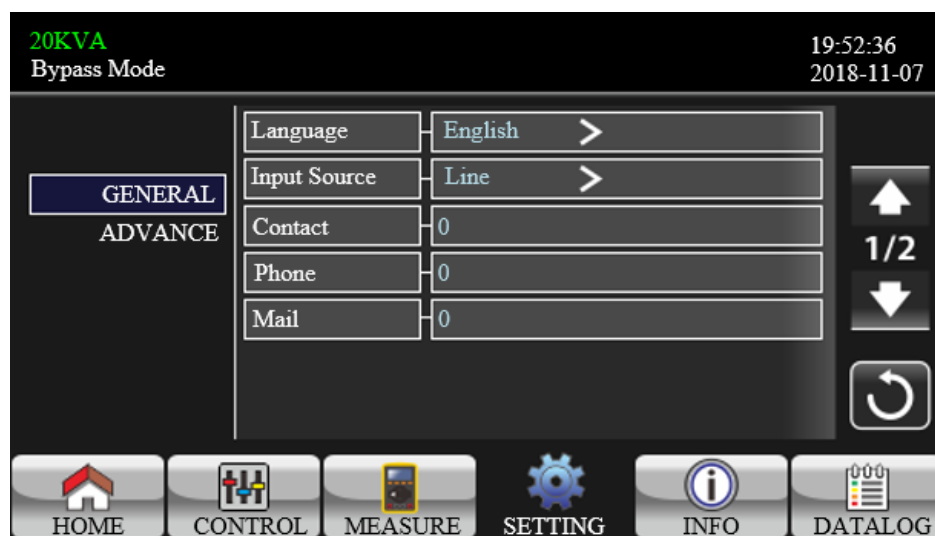 20KVA
Bypass Mode
19:52:36
2018-11-07
GENERAL
ADVANCE
Language English
Input Source Line
Contact 0
Phone 0
Mail 0
1/2
HOME CONTROL MEASURE SETTING INFO DATALOG